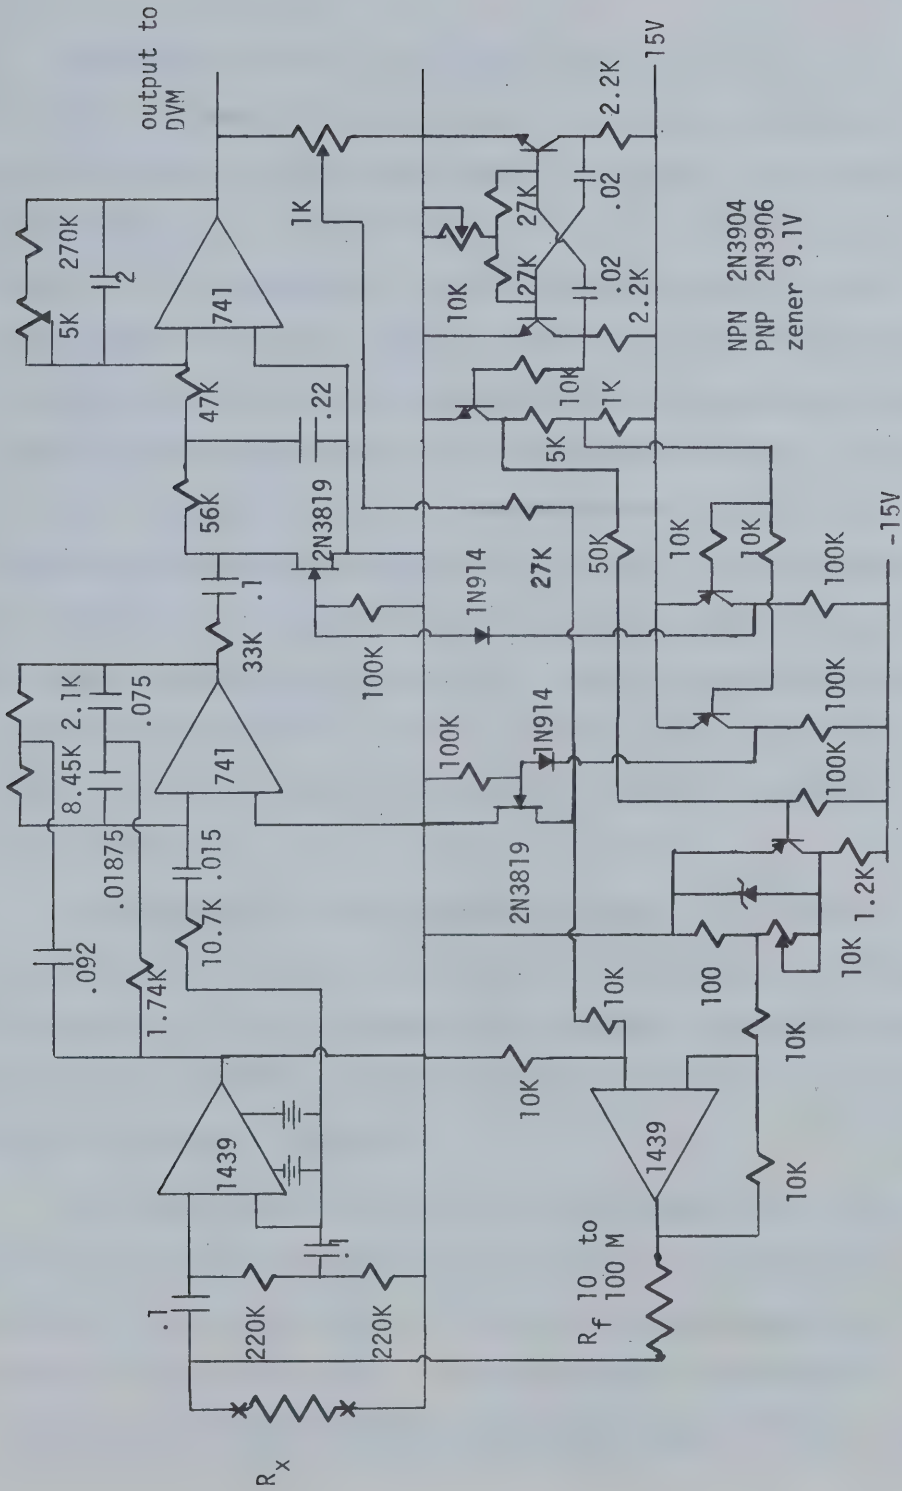 output to
DVM
270K
5K
2
741
1K
47K
.22
56K
2N3819
.1
33K
2.1K
.075
8.45K
.01875
741
.015
10.7K
.092
1.74K
1439
.1
.1
220K
220K
R_x
100K
1N914
27K
100K
1N914
2N3819
10K
27K
27K
.02
.02
2.2K
2.2K
15V
10K
1K
5K
50K
10K
10K
100K
100K
100K
-15V
1.2K
10K
100
10K
10K
10K
10K
1439
R_f 10 to
100 M
NPN 2N3904
PNP 2N3906
zener 9.1V